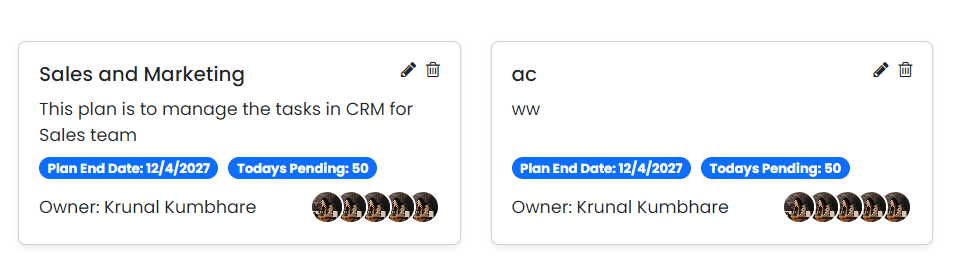 Sales and Marketing
This plan is to manage the tasks in CRM for
Sales team
Plan End Date: 12/4/2027 Todays Pending: 50
Owner: Krunal Kumbhare
ac
ww
Plan End Date: 12/4/2027 Todays Pending: 50
Owner: Krunal Kumbhare